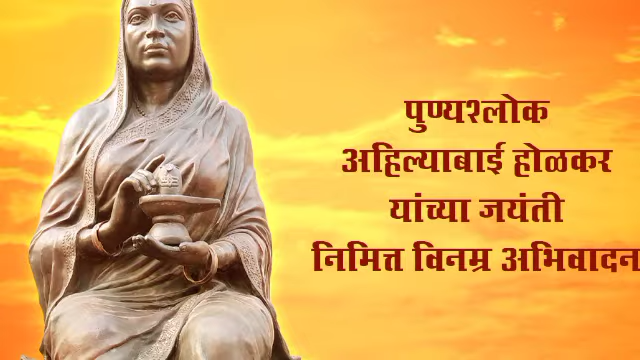 पुण्यश्लोक
अहिल्याबाई होळकर
यांच्या जयंती
निमित्त विनम्र अभिवादन